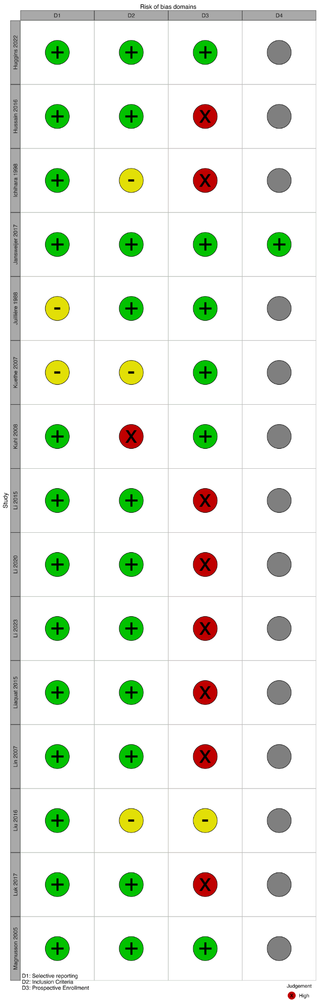 Risk of bias domains
D1 D2 D3 D4
Study
Huggins 2022 + + +
Hussain 2016 + + X
Ichihara 1998 + - X
Jansweijer 2017 + + + +
Juillière 1988 - + +
Kuethe 2007 - - +
Kuhl 2008 + X +
Li 2015 + + X
Li 2020 + + X
Li 2023 + + X
Liaquat 2015 + + X
Lin 2007 + + X
Liu 2016 + - -
Luk 2017 + + X
Magnusson 2005 + + +
D1: Selective reporting
D2: Inclusion Criteria
D3: Prospective Enrollment
Judgement
X High